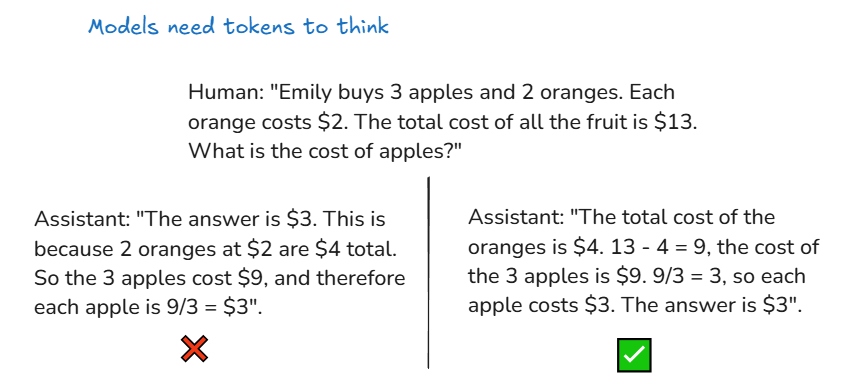 Models need tokens to think
Human: "Emily buys 3 apples and 2 oranges. Each
orange costs $2. The total cost of all the fruit is $13.
What is the cost of apples?"
Assistant: "The answer is $3. This is
because 2 oranges at $2 are $4 total.
So the 3 apples cost $9, and therefore
each apple is 9/3 = $3".
Assistant: "The total cost of the
oranges is $4. 13 - 4 = 9, the cost of
the 3 apples is $9. 9/3 = 3, so each
apple costs $3. The answer is $3".